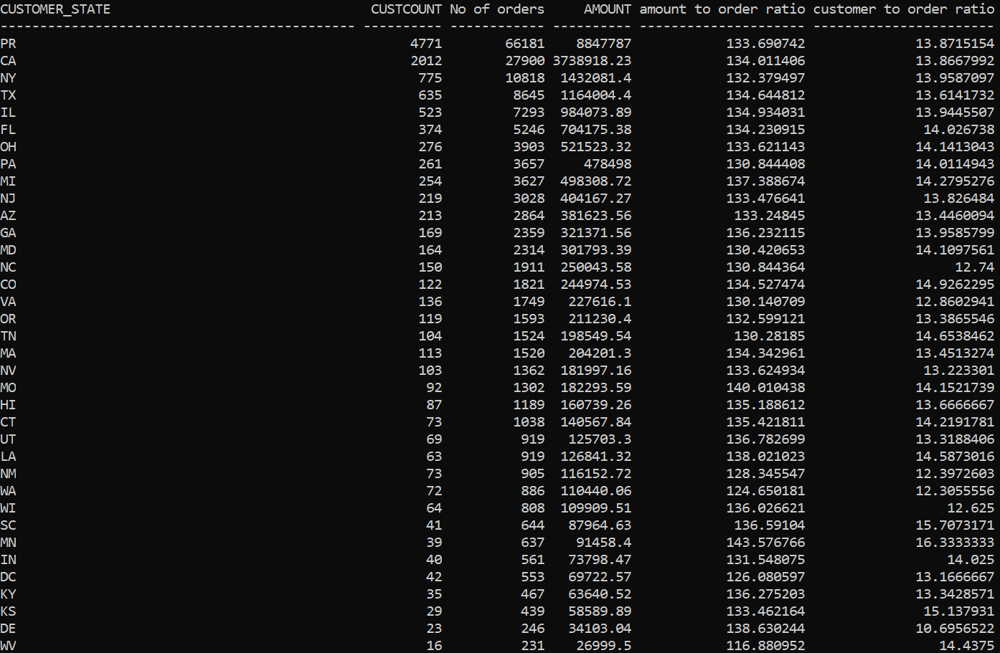 CUSTOMER_STATE CUSTCOUNT No of orders AMOUNT amount to order ratio customer to order ratio
--------------------------------------------- ---------- ------------ ---------- --------------------- -----------------------
PR 4771 66181 8847787 133.690742 13.8715154
CA 2012 27900 3738918.23 134.011406 13.8667992
NY 775 10818 1432081.4 132.379497 13.9587097
TX 635 8645 1164004.4 134.644812 13.6141732
IL 523 7293 984073.89 134.934031 13.9445507
FL 374 5246 704175.38 134.230915 14.026738
OH 276 3903 521523.32 133.621143 14.1413043
PA 261 3657 478498 130.844408 14.0114943
MI 254 3627 498308.72 137.388674 14.2795276
NJ 219 3028 404167.27 133.476641 13.826484
AZ 213 2864 381623.56 133.24845 13.4460094
GA 169 2359 321371.56 136.232115 13.9585799
MD 164 2314 301793.39 130.420653 14.1097561
NC 150 1911 250043.58 130.844364 12.74
CO 122 1821 244974.53 134.527474 14.9262295
VA 136 1749 227616.1 130.140709 12.8602941
OR 119 1593 211230.4 132.599121 13.3865546
TN 104 1524 198549.54 130.28185 14.6538462
MA 113 1520 204201.3 134.342961 13.4513274
NV 103 1362 181997.16 133.624934 13.223301
MO 92 1302 182293.59 140.010438 14.1521739
HI 87 1189 160739.26 135.188612 13.6666667
CT 73 1038 140567.84 135.421811 14.2191781
UT 69 919 125703.3 136.782699 13.3188406
LA 63 919 126841.32 138.021023 14.5873016
NM 73 905 116152.72 128.345547 12.3972603
WA 72 886 110440.06 124.650181 12.3055556
WI 64 808 109909.51 136.026621 12.625
SC 41 644 87964.63 136.59104 15.7073171
MN 39 637 91458.4 143.576766 16.3333333
IN 40 561 73798.47 131.548075 14.025
DC 42 553 69722.57 126.080597 13.1666667
KY 35 467 63640.52 136.275203 13.3428571
KS 29 439 58589.89 133.462164 15.137931
DE 23 246 34103.04 138.630244 10.6956522
WV 16 231 26999.5 116.880952 14.4375